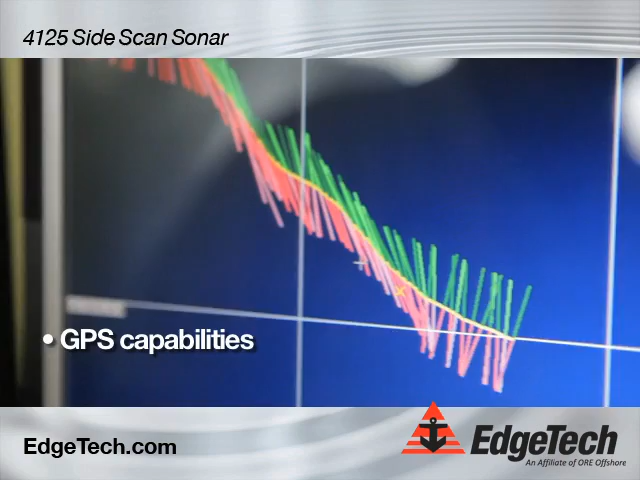 4125 Side Scan Sonar
• GPS capabilities
EdgeTech.com
EdgeTech
An Affiliate of ORE Offshore